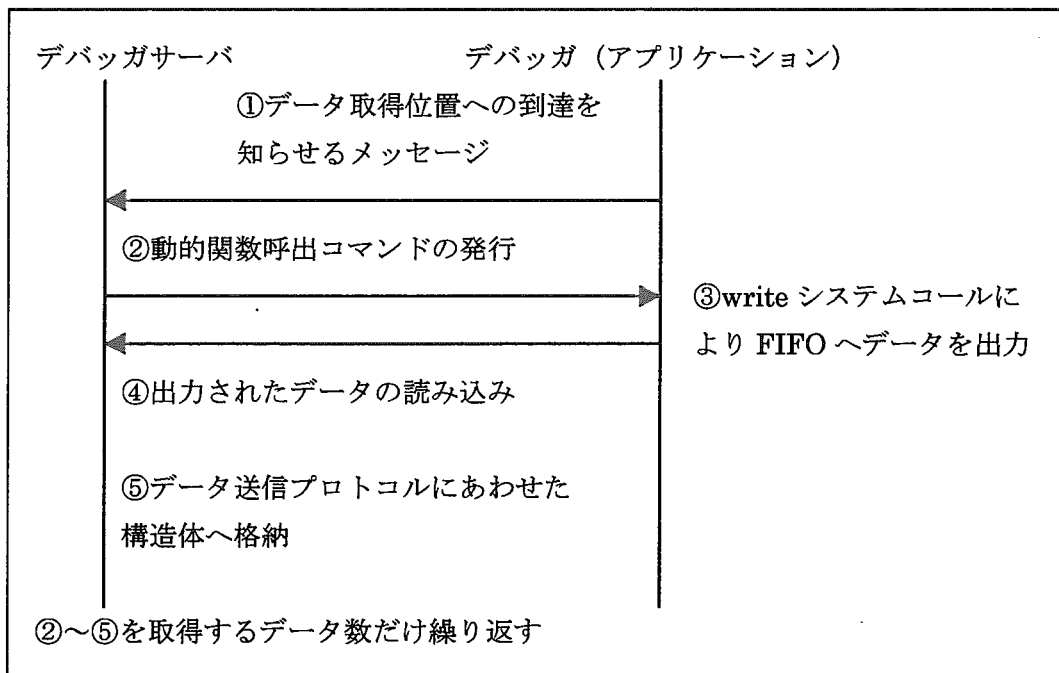 デバッガサーバ
デバッガ（アプリケーション）
①データ取得位置への到達を
知らせるメッセージ
②動的関数呼出コマンドの発行
③write システムコールに
より FIFO へデータを出力
④出力されたデータの読み込み
⑤データ送信プロトコルにあわせた
構造体へ格納
②～⑤を取得するデータ数だけ繰り返す